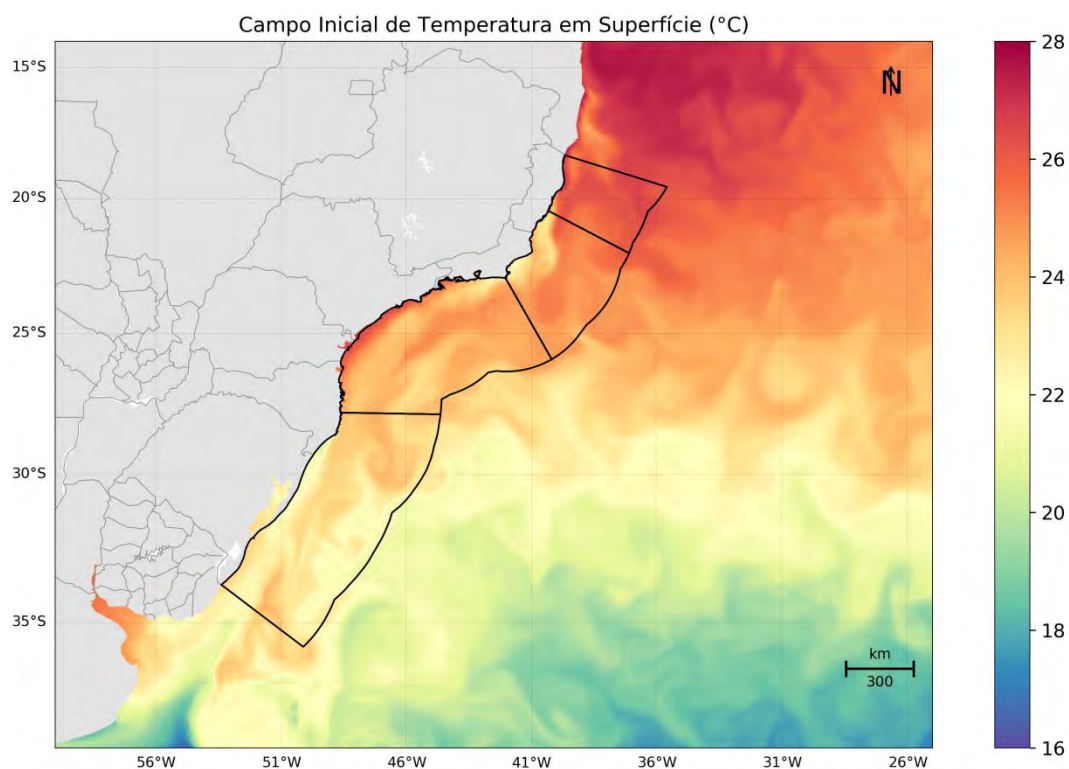 Campo Inicial de Temperatura em Superfície (°C)
15°S
20°S
25°S
30°S
35°S
56°W
51°W
46°W
41°W
36°W
31°W
26°W
N
km
300
28
26
24
22
20
18
16